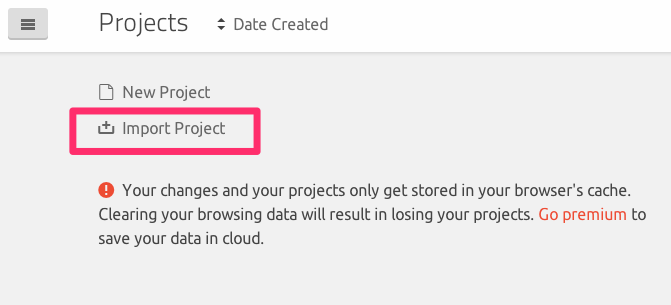 Projects Date Created
New Project
Import Project
Your changes and your projects only get stored in your browser's cache.
Clearing your browsing data will result in losing your projects. Go premium to
save your data in cloud.